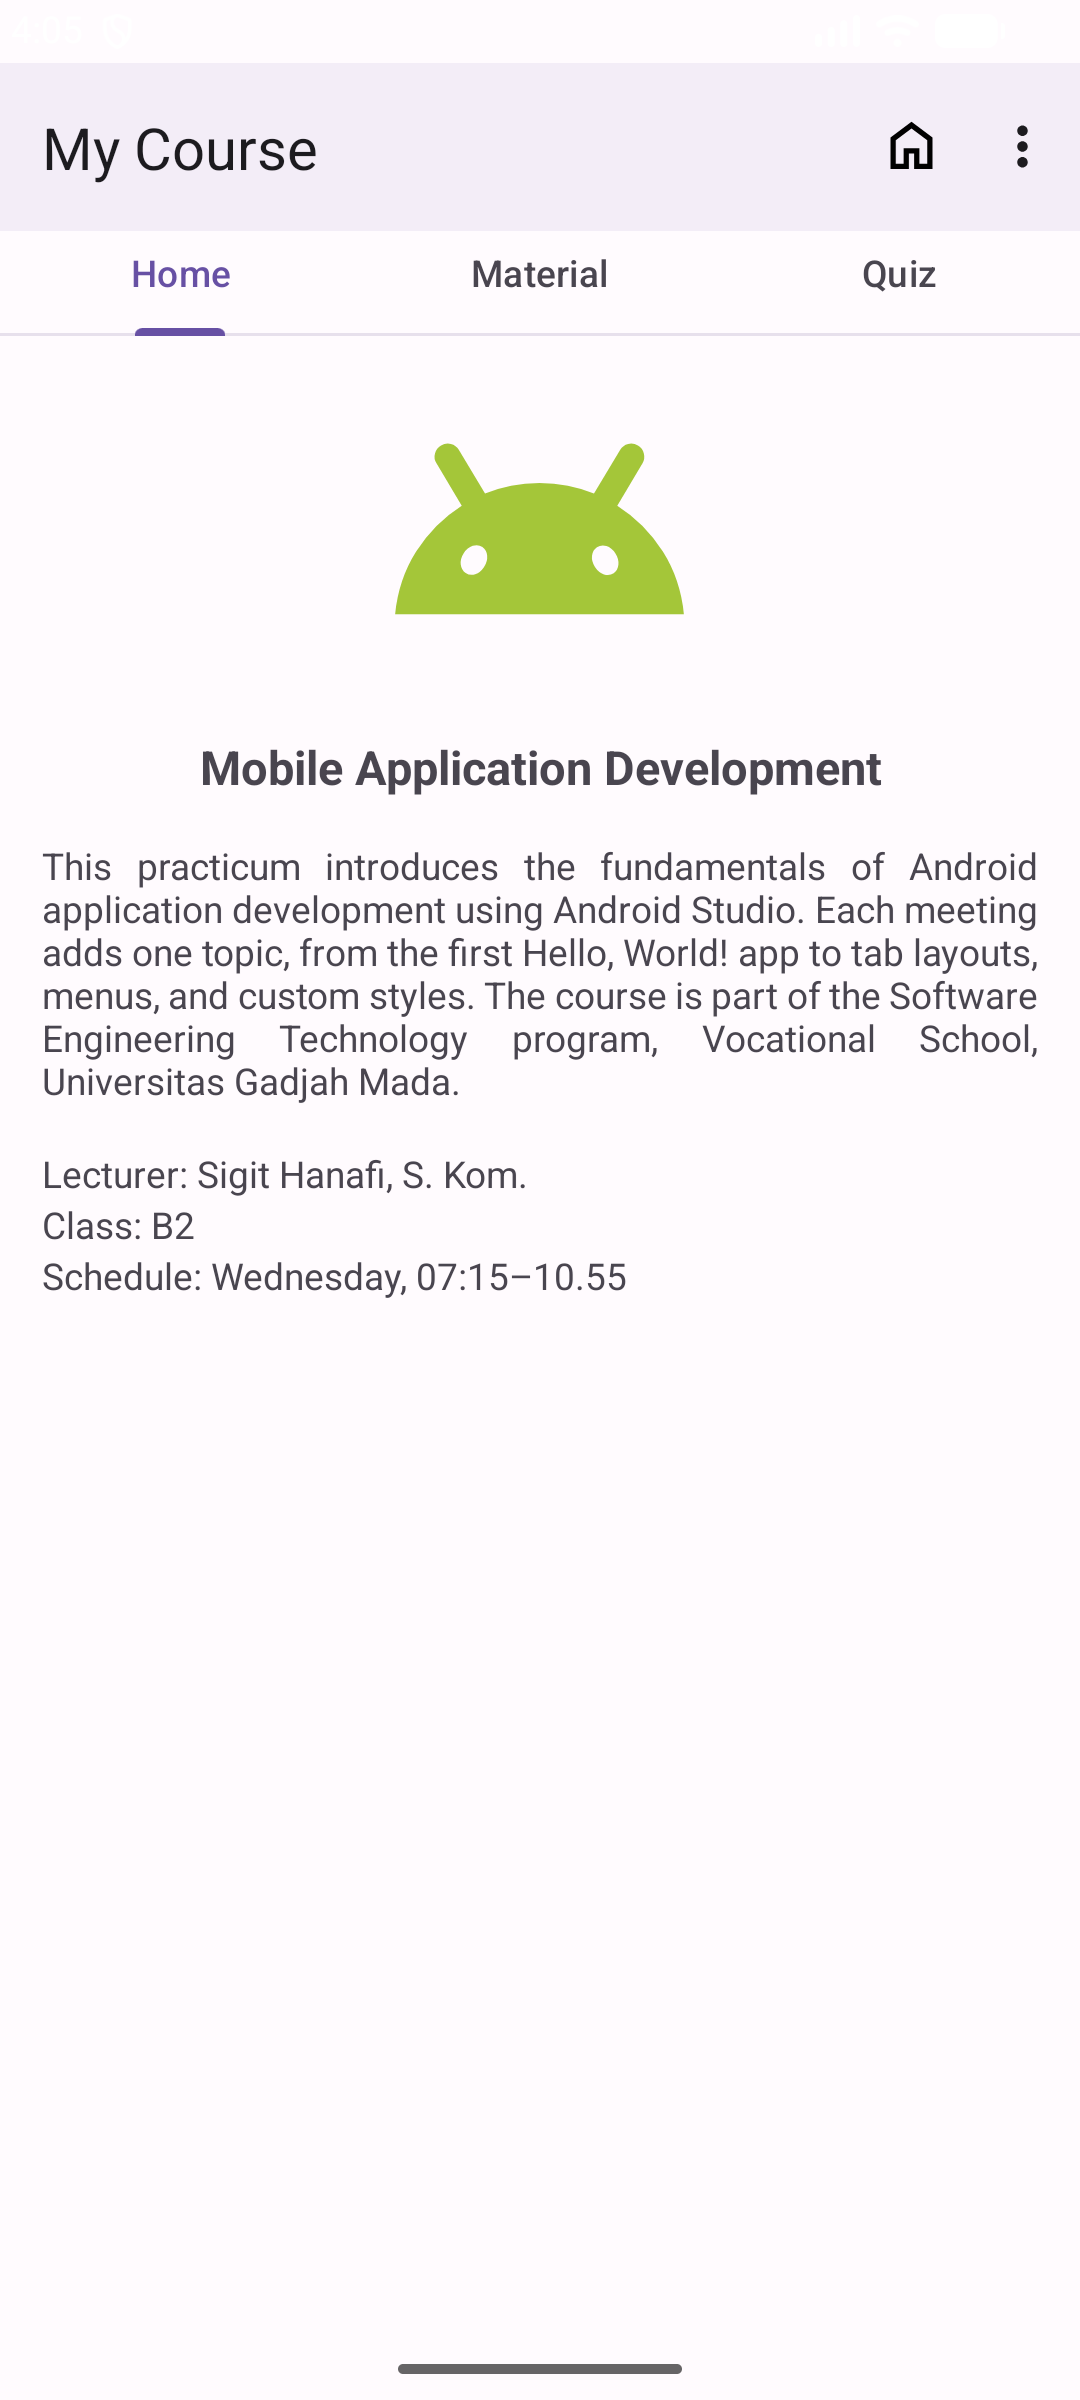 My Course
Home
Material
Quiz
Mobile Application Development
This practicum introduces the fundamentals of Android
application development using Android Studio. Each meeting
adds one topic, from the first Hello, World! app to tab layouts,
menus, and custom styles. The course is part of the Software
Engineering Technology program, Vocational School,
Universitas Gadjah Mada.
Lecturer: Sigit Hanafi, S. Kom.
Class: B2
Schedule: Wednesday, 07:15–10.55